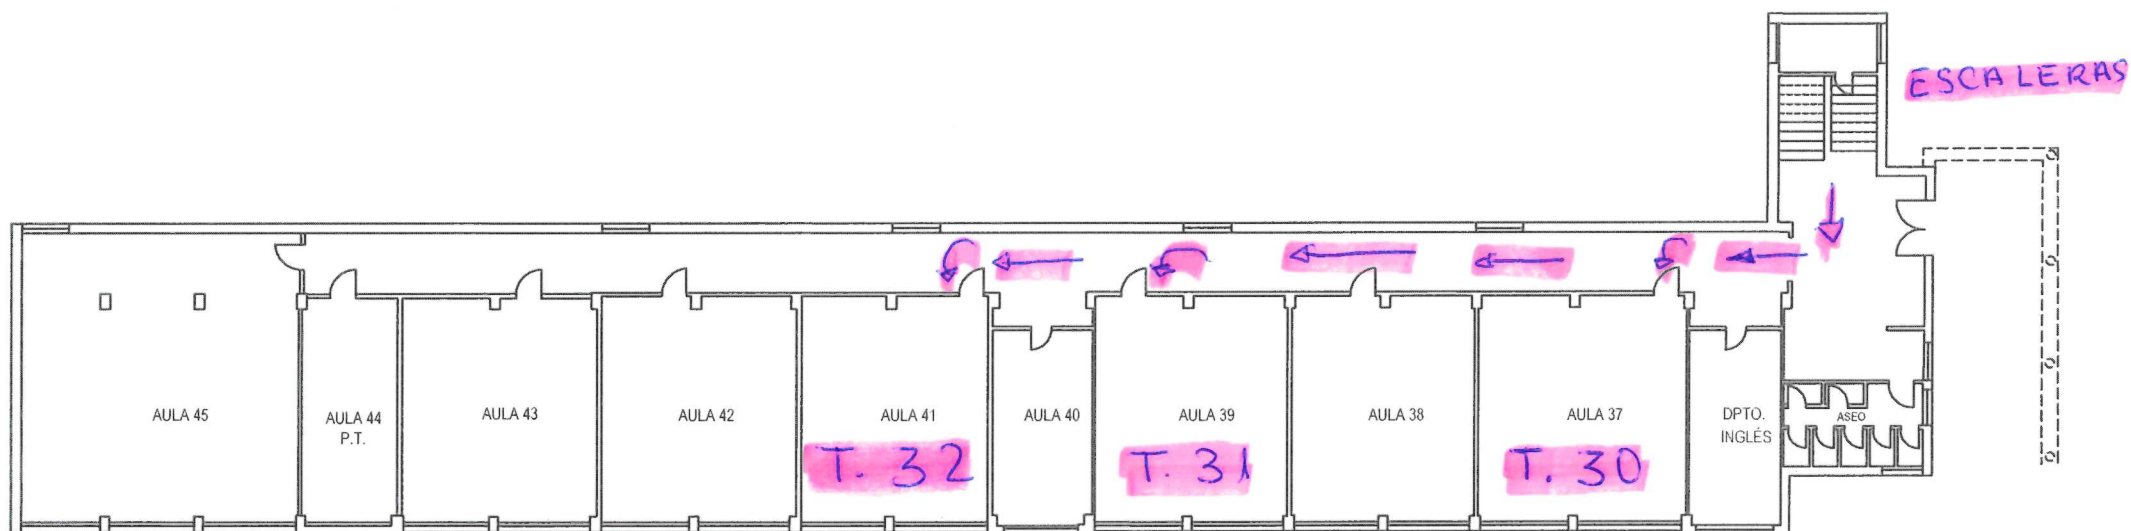 ESCALERAS
AULA 45
AULA 44
P.T.
AULA 43
AULA 42
AULA 41
T. 32
AULA 40
AULA 39
T. 31
AULA 38
AULA 37
T. 30
DPTO.
INGLÉS
ASEO